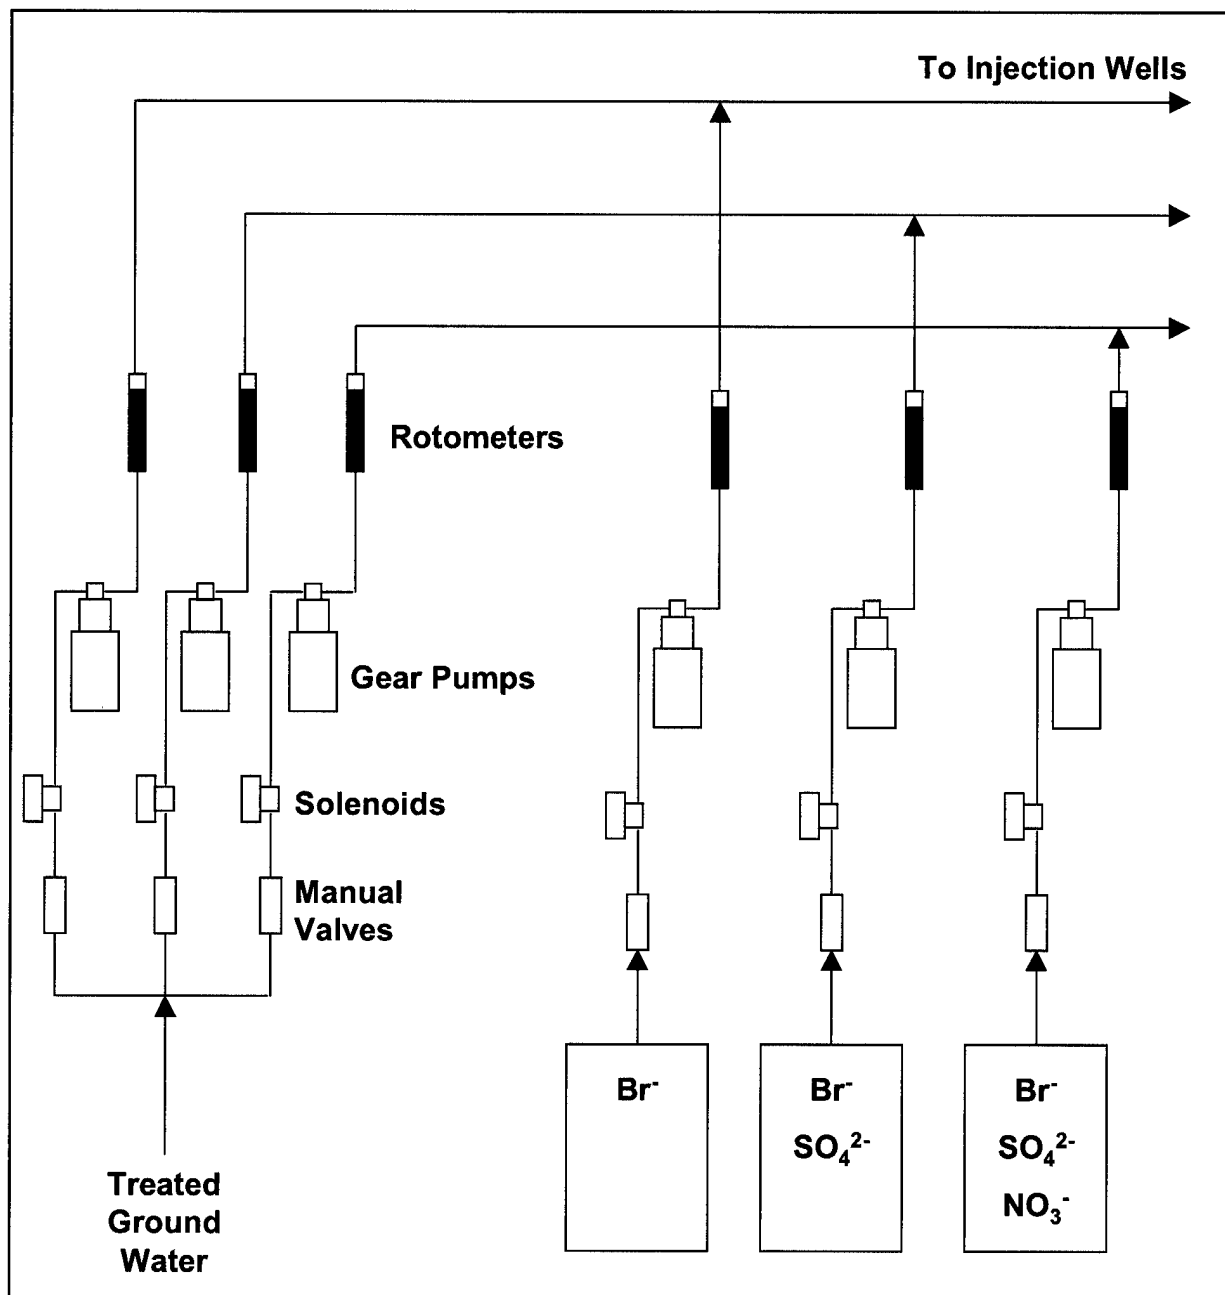 To Injection Wells
Rotometers
Gear Pumps
Solenoids
Manual
Valves
Treated
Ground
Water
Br⁻
Br⁻
SO₄²⁻
Br⁻
SO₄²⁻
NO₃⁻